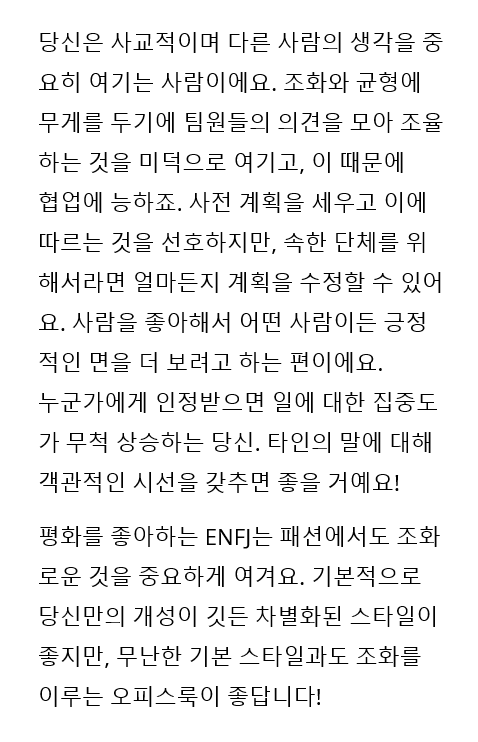 당신은 사교적이며 다른 사람의 생각을 중
요히 여기는 사람이에요. 조화와 균형에
무게를 두기에 팀원들의 의견을 모아 조율
하는 것을 미덕으로 여기고, 이 때문에
협업에 능하죠. 사전 계획을 세우고 이에
따르는 것을 선호하지만, 속한 단체를 위
해서라면 얼마든지 계획을 수정할 수 있어
요. 사람을 좋아해서 어떤 사람이든 긍정
적인 면을 더 보려고 하는 편이에요.
누군가에게 인정받으면 일에 대한 집중도
가 무척 상승하는 당신. 타인의 말에 대해
객관적인 시선을 갖추면 좋을 거예요!
평화를 좋아하는 ENFJ는 패션에서도 조화
로운 것을 중요하게 여겨요. 기본적으로
당신만의 개성이 깃든 차별화된 스타일이
좋지만, 무난한 기본 스타일과도 조화를
이루는 오피스룩이 좋답니다!